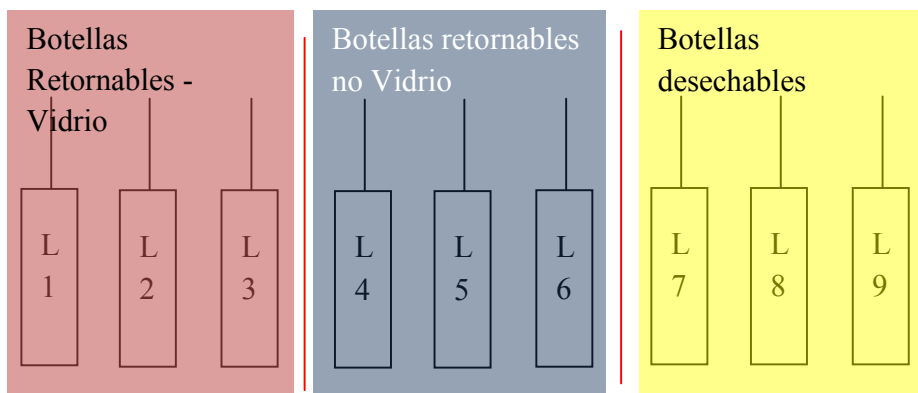 Botellas
Retornables -
Vidrio
Botellas retornables
no Vidrio
Botellas
desechables
L
1
L
2
L
3
L
4
L
5
L
6
L
7
L
8
L
9